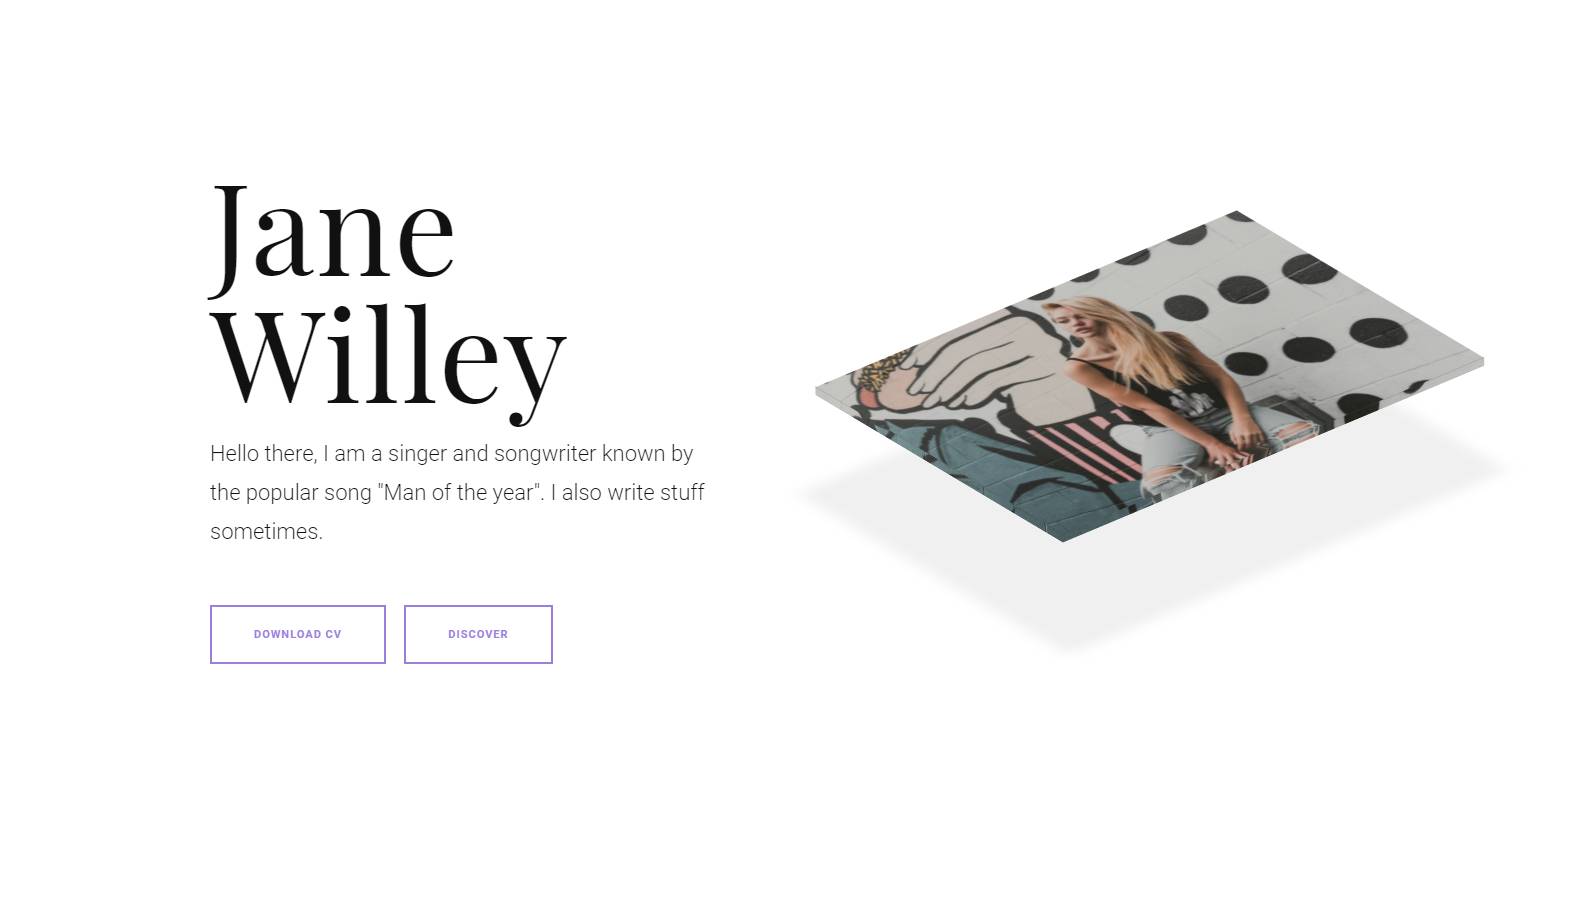 Jane
Willey
Hello there, I am a singer and songwriter known by
the popular song "Man of the year". I also write stuff
sometimes.
DOWNLOAD CV
DISCOVER